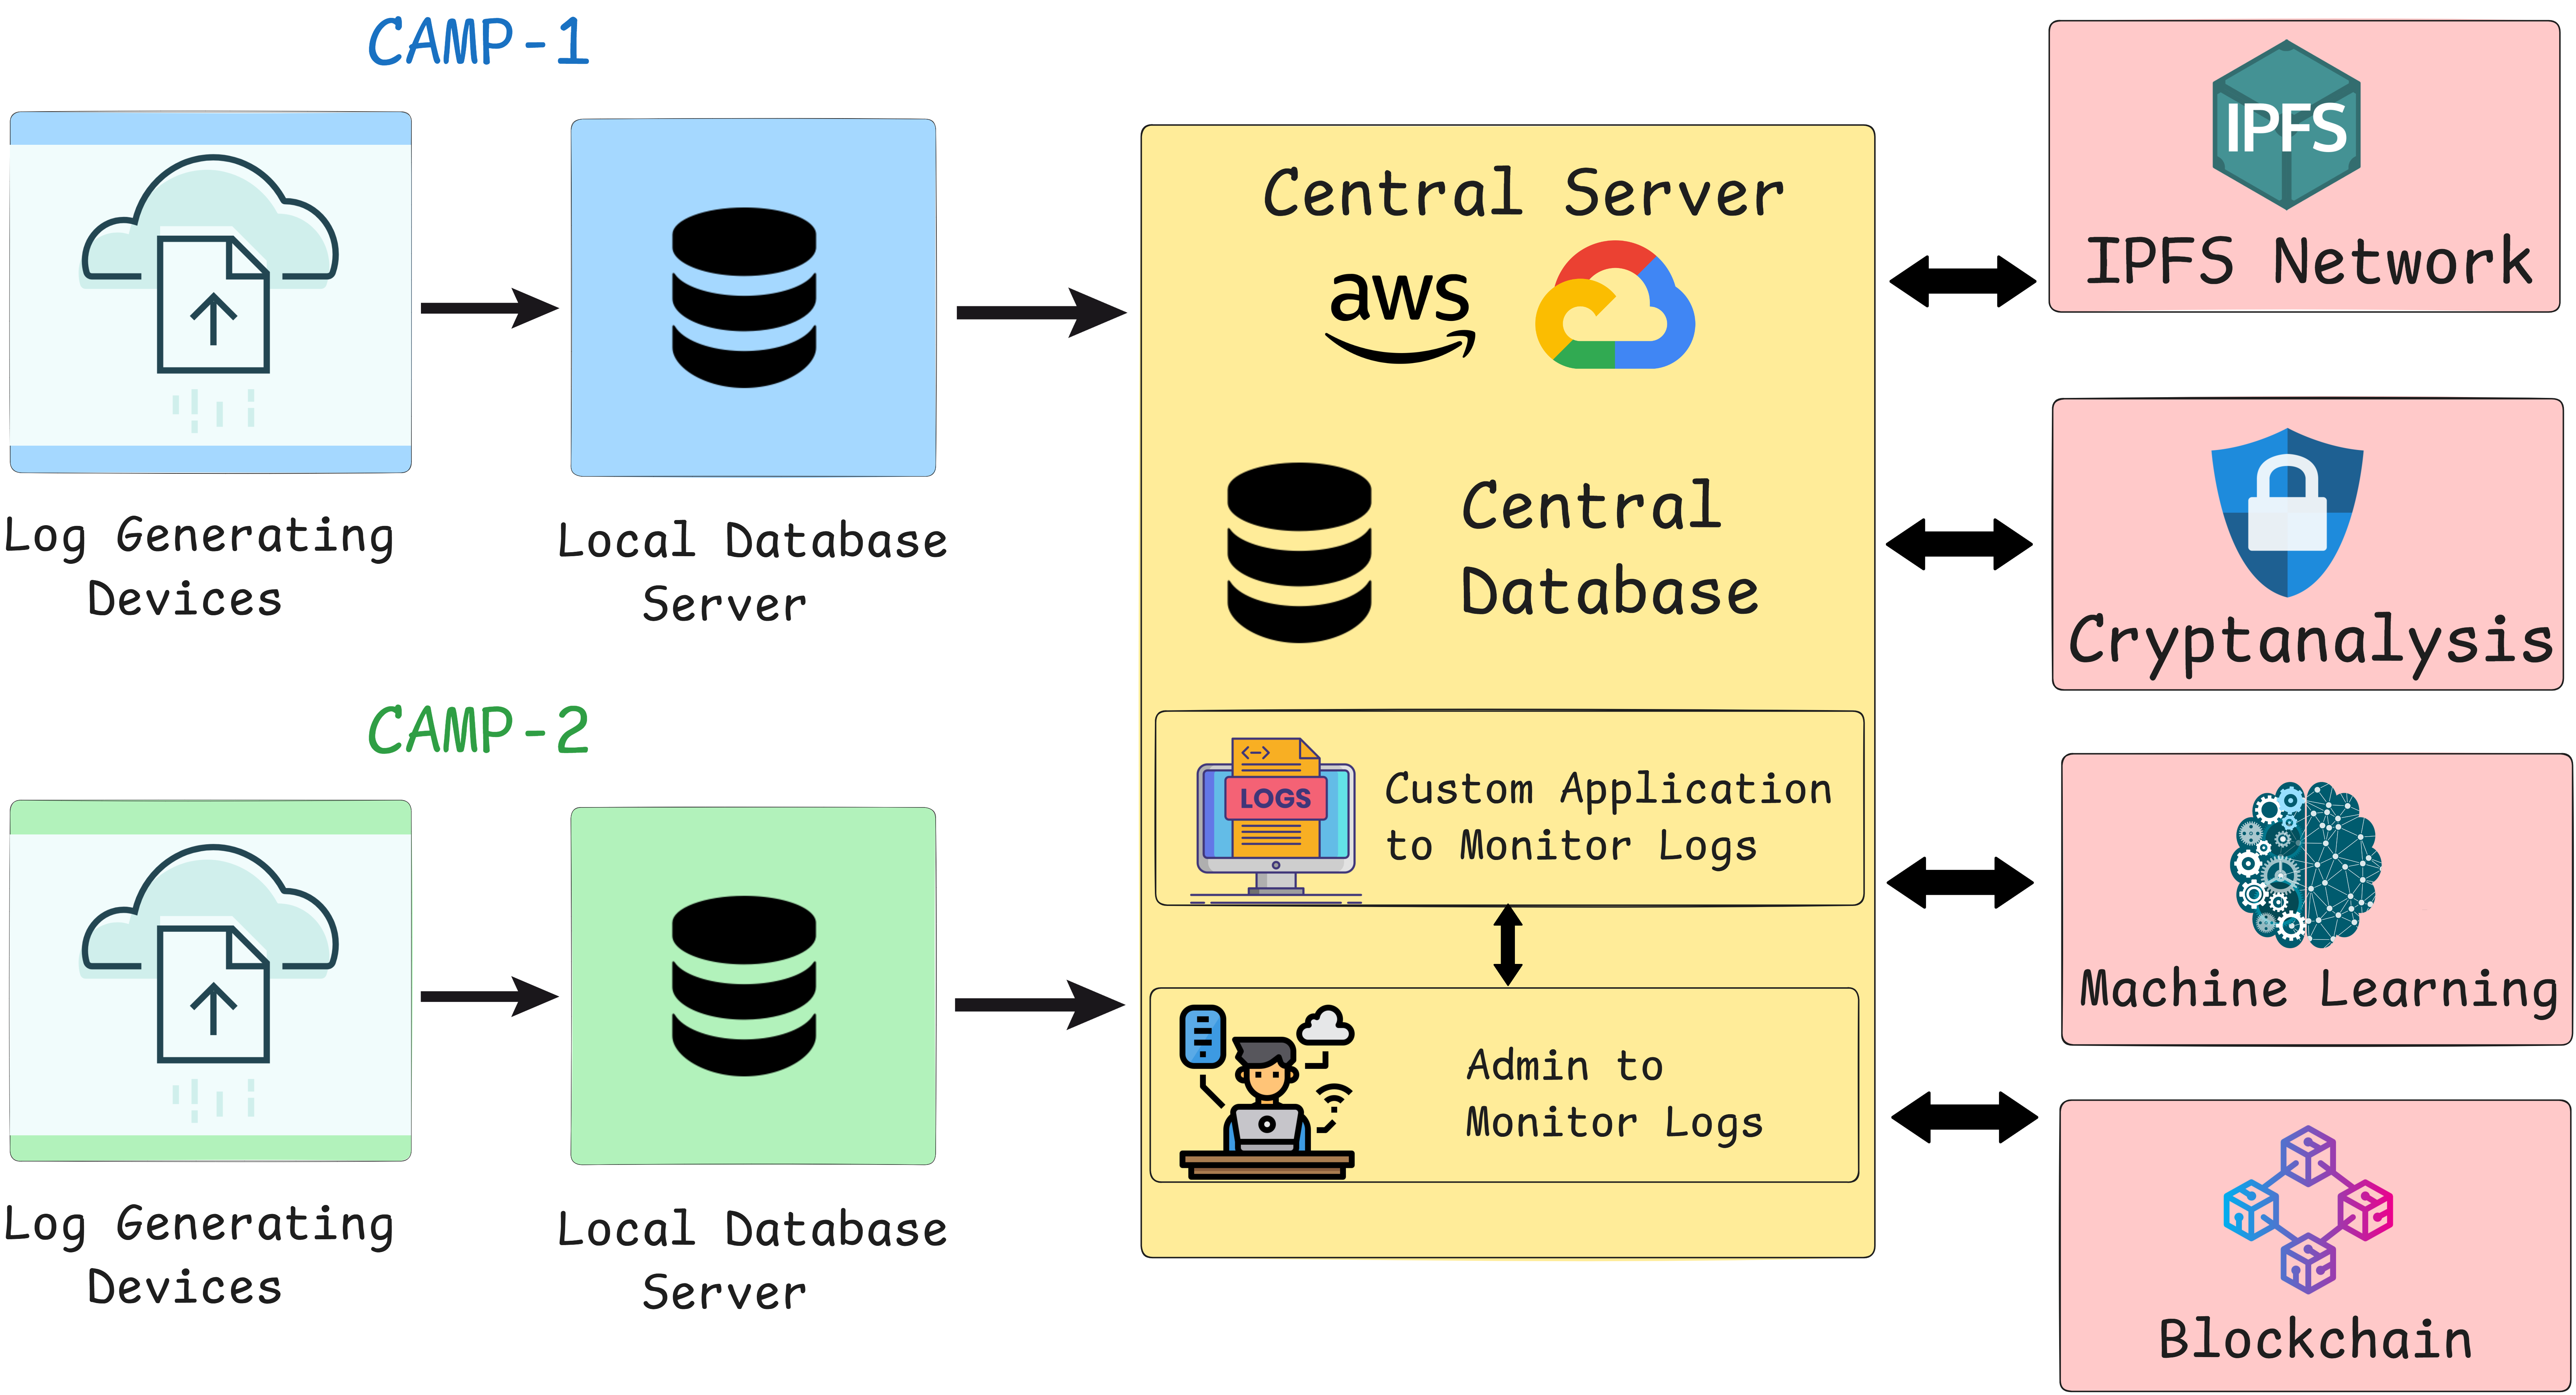 CAMP-1
Log Generating
Devices
Local Database
Server
CAMP-2
Log Generating
Devices
Local Database
Server
Central Server
aws
Central
Database
LOGS
Custom Application
to Monitor Logs
Admin to
Monitor Logs
IPFS
IPFS Network
Cryptanalysis
Machine Learning
Blockchain